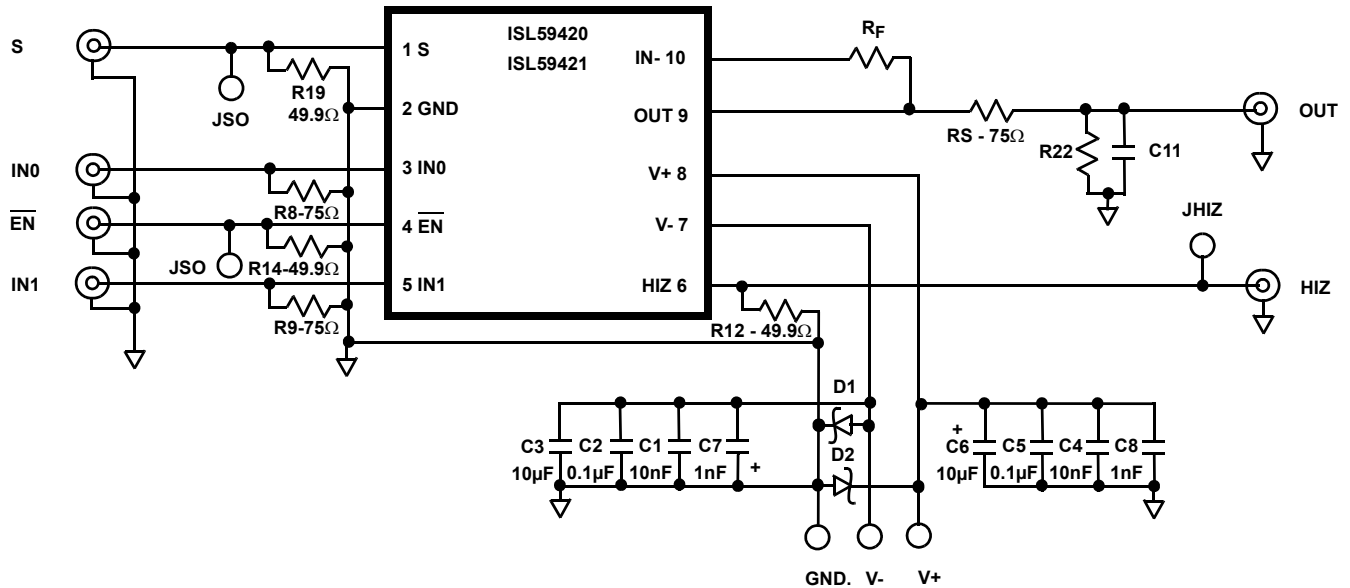 S
JSO
R19
49.9Ω
IN0
R8-75Ω
EN
JSO
R14-49.9Ω
IN1
R9-75Ω
ISL59420
ISL59421
1 S
2 GND
3 IN0
4 EN
5 IN1
IN- 10
OUT 9
V+ 8
V- 7
HIZ 6
RF
RS - 75Ω
R22
C11
OUT
JHIZ
HIZ
R12 - 49.9Ω
D1
D2
C3
10µF
C2
0.1µF
C1
10nF
C7
1nF
+
+
C6
10µF
C5
0.1µF
C4
10nF
C8
1nF
GND,
V-
V+